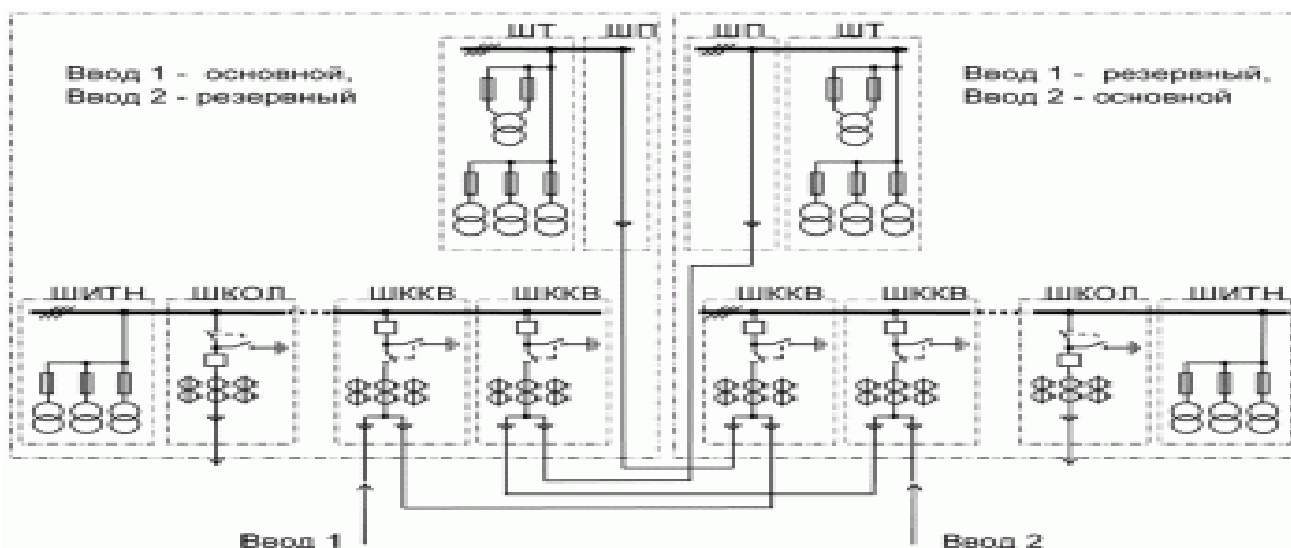 ШТ ШП ШП ШТ
Ввод 1 - основной,
Ввод 2 - резервный
Ввод 1 - резервный,
Ввод 2 - основной
ШИТН ШКОЛ ШККВ ШККВ ШККВ ШККВ ШКОЛ ШИТН
Ввод 1 Ввод 2